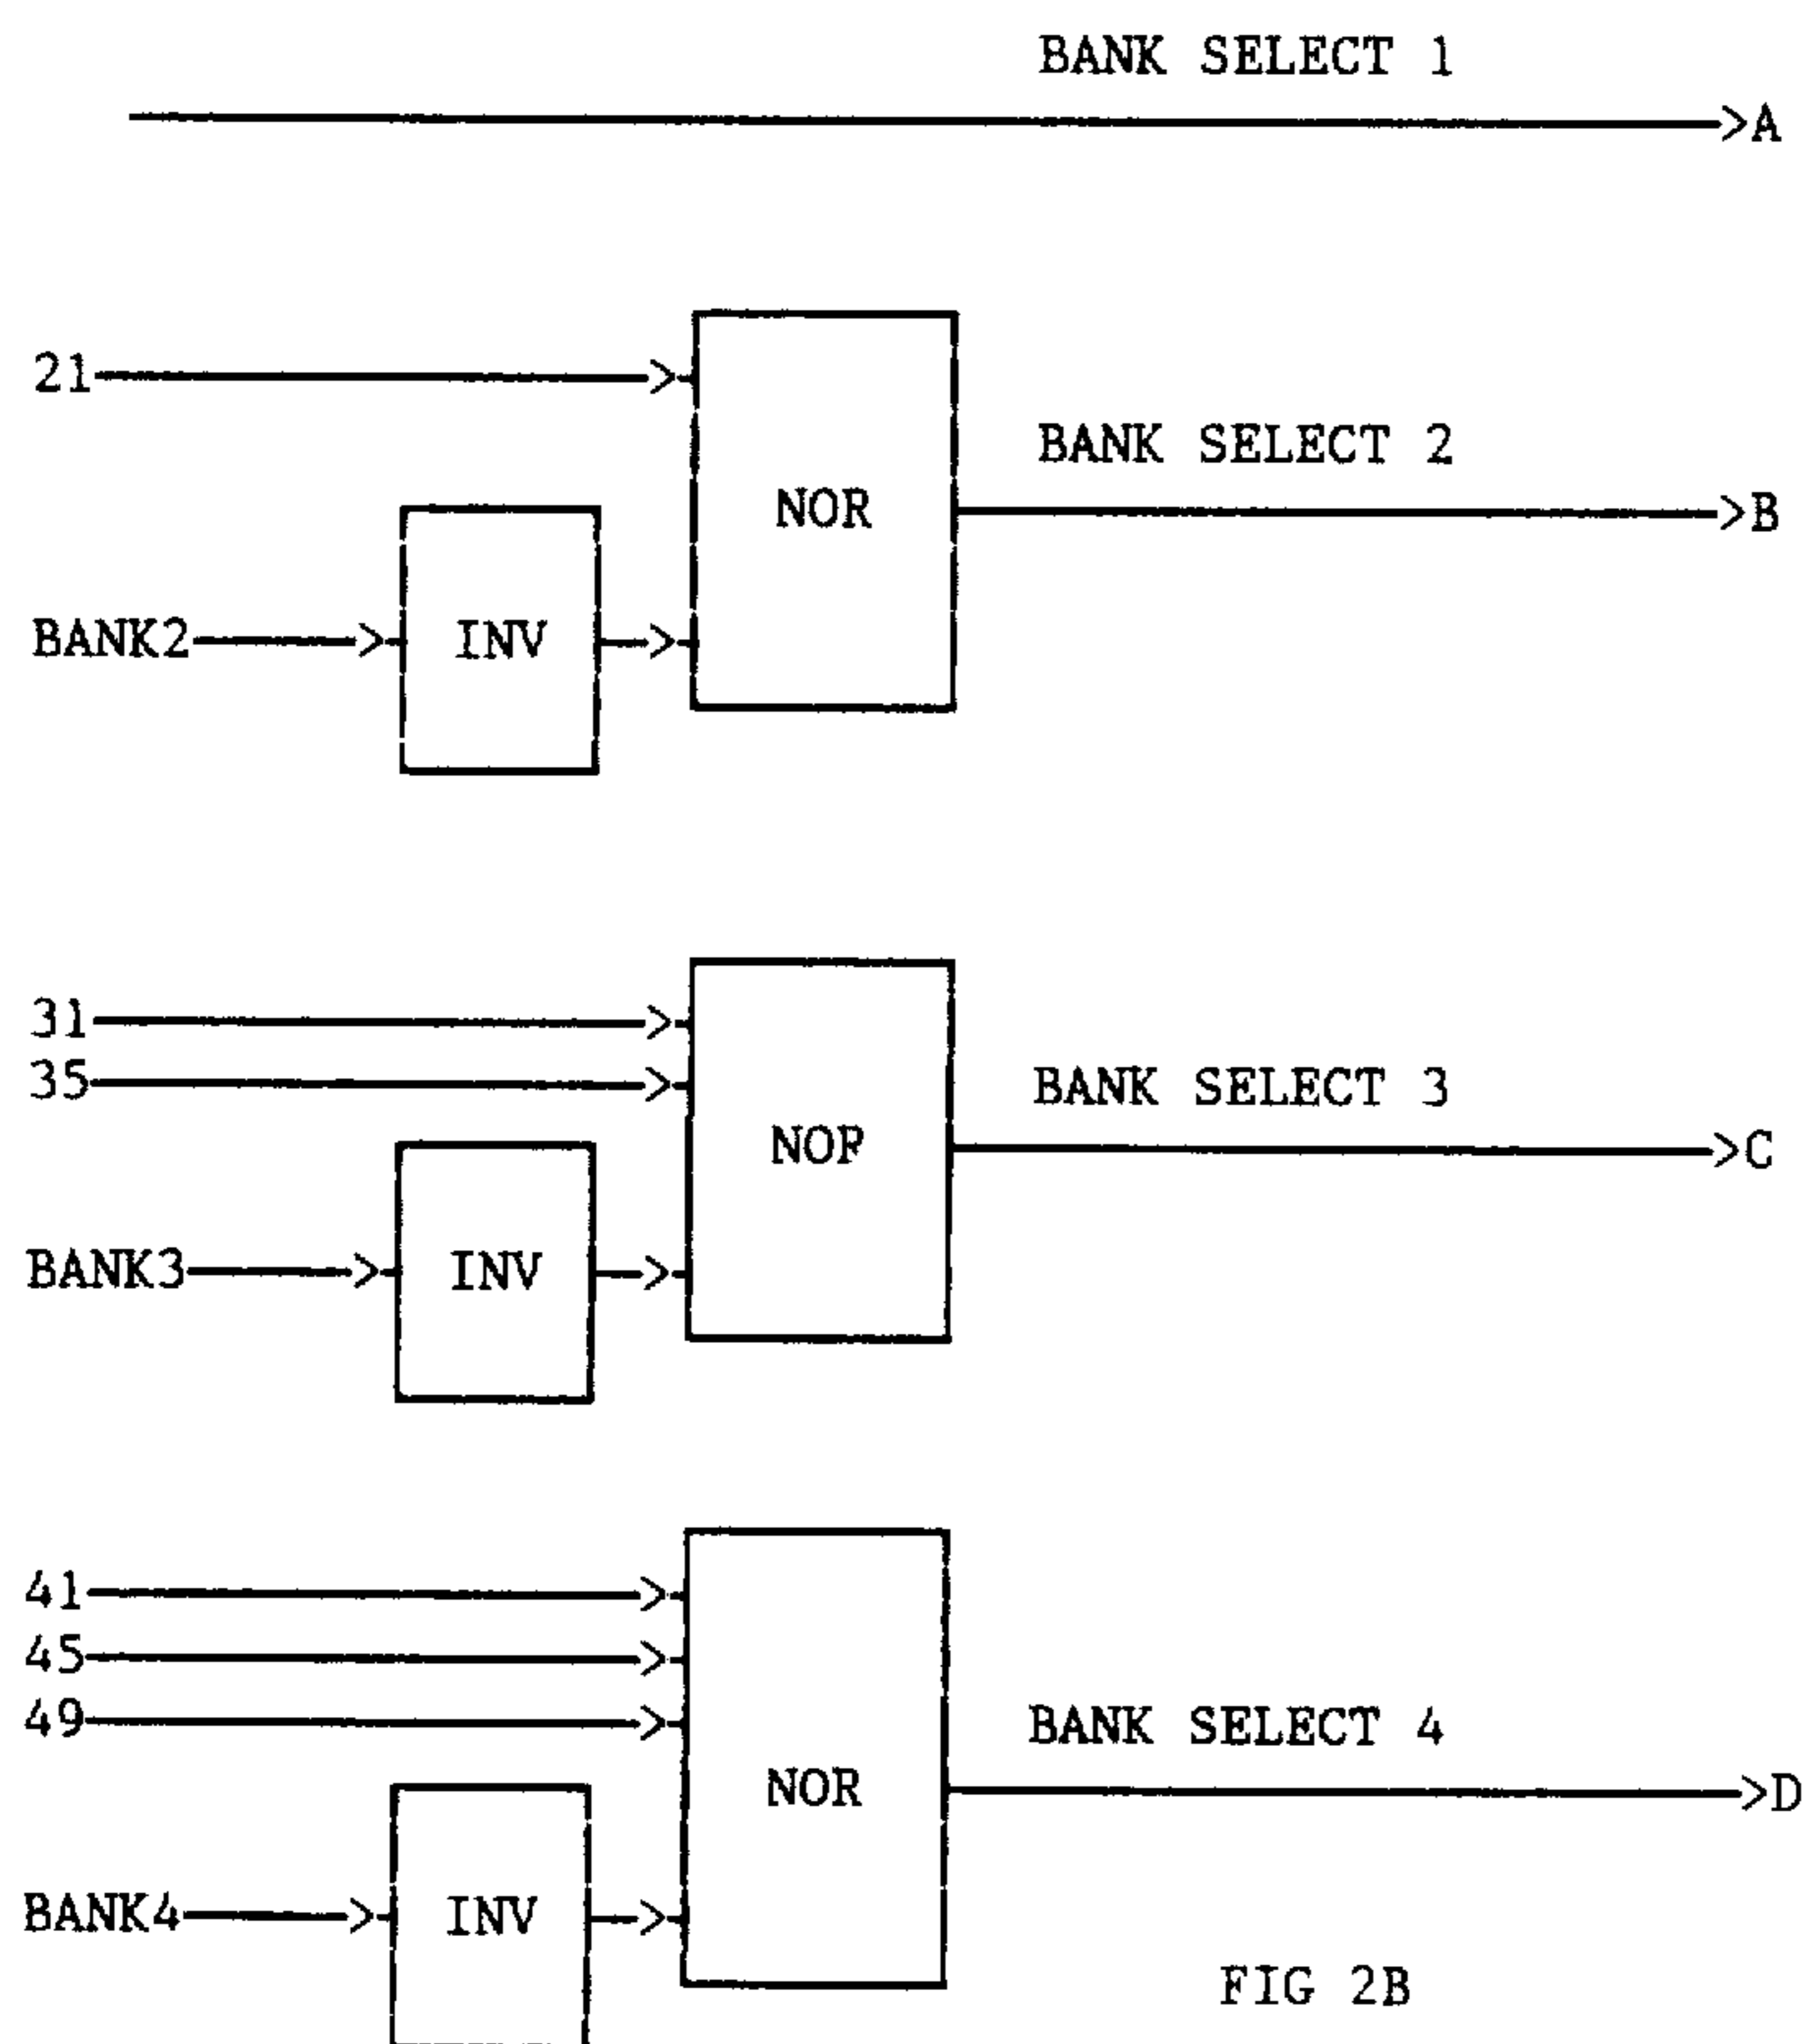 BANK SELECT 1
>A
21
NOR
BANK SELECT 2
>B
BANK2
INV
31
35
NOP
BANK SELECT 3
>C
BANK3
INV
41
45
49
NOR
BANK SELECT 4
>D
BANK4
INV
FIG 2B